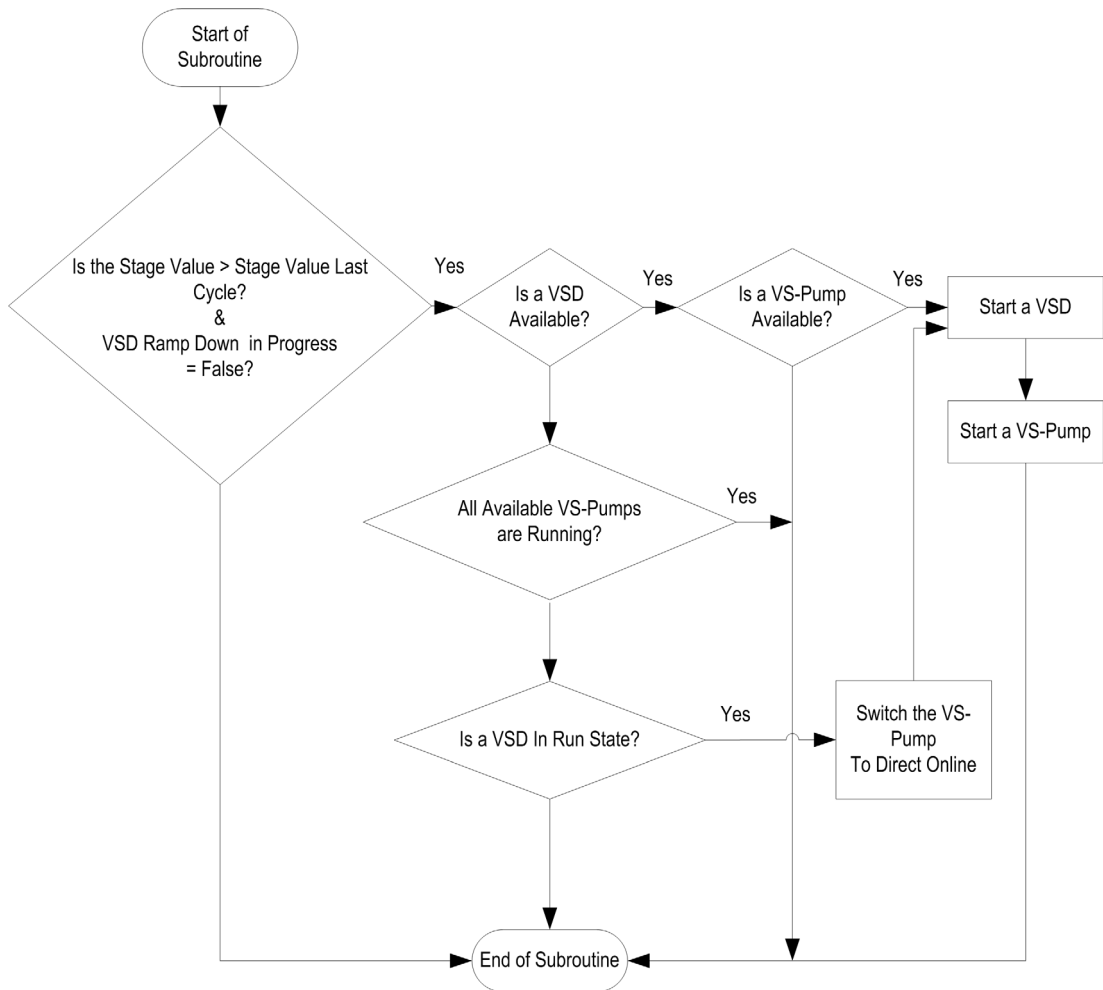 Start of
Subroutine
Is the Stage Value > Stage Value Last
Cycle?
&
VSD Ramp Down in Progress
= False?
Yes
Is a VSD
Available?
Yes
Is a VS-Pump
Available?
Yes
Start a VSD
Start a VS-Pump
All Available VS-Pumps
are Running?
Yes
Is a VSD In Run State?
Yes
Switch the VS-
Pump
To Direct Online
End of Subroutine